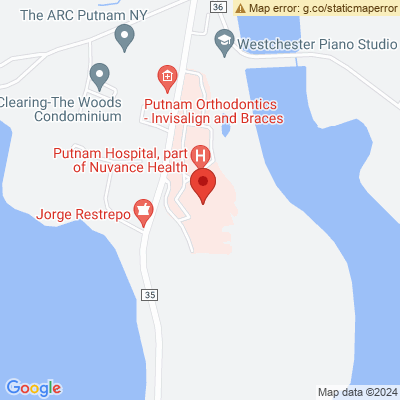 Map error: g.co/staticmaperror
36
The ARC Putnam NY
Westchester Piano Studio
Clearing-The Woods
Condominium
Putnam Orthodontics
- Invisalign and Braces
Putnam Hospital, part
of Nuvance Health
H
Jorge Restrepo
35
Google
Map data ©2024